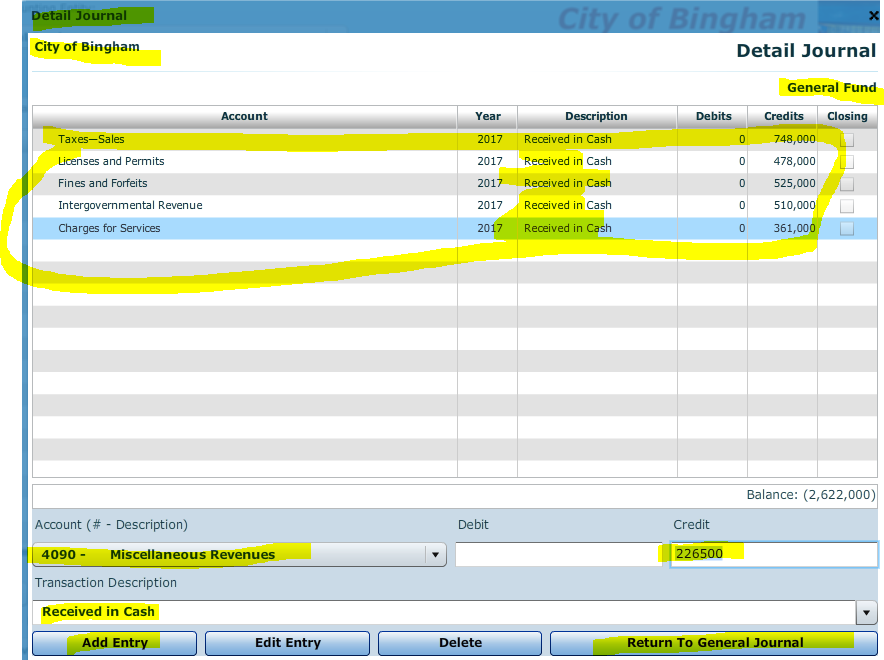 Detail Journal
City of Bingham
City of Bingham
Detail Journal
General Fund
Account Year Description Debits Credits Closing
Taxes—Sales 2017 Received in Cash 0 748,000
Licenses and Permits 2017 Received in Cash 0 478,000
Fines and Forfeits 2017 Received in Cash 0 525,000
Intergovernmental Revenue 2017 Received in Cash 0 510,000
Charges for Services 2017 Received in Cash 0 361,000
Balance: (2,622,000)
Account (# - Description) Debit Credit
4090 - Miscellaneous Revenues 226500
Transaction Description
Received in Cash
Add Entry Edit Entry Delete Return To General Journal